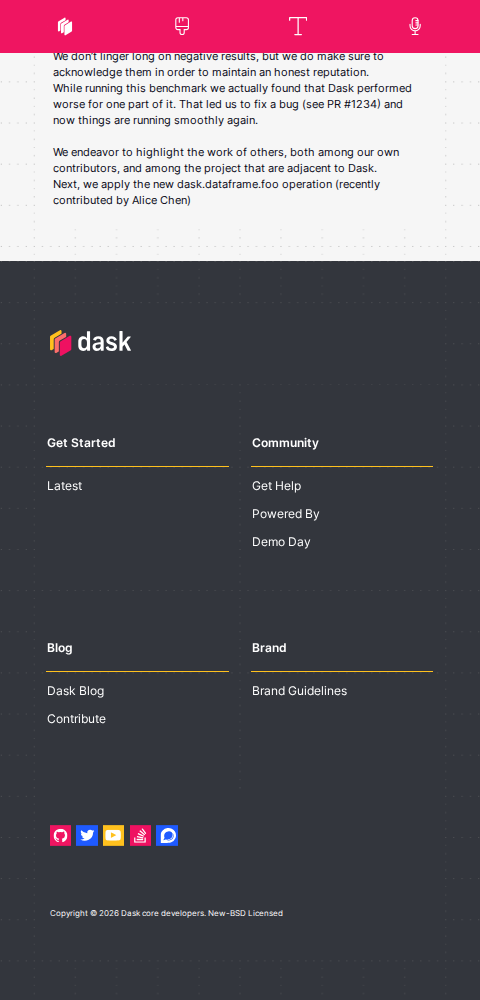 We don't linger long on negative results, but we do make sure to
acknowledge them in order to maintain an honest reputation.
While running this benchmark we actually found that Dask performed
worse for one part of it. That led us to fix a bug (see PR #1234) and
now things are running smoothly again.
We endeavor to highlight the work of others, both among our own
contributors, and among the project that are adjacent to Dask.
Next, we apply the new dask.dataframe.foo operation (recently
contributed by Alice Chen)
dask
Get Started
Latest
Community
Get Help
Powered By
Demo Day
Blog
Dask Blog
Contribute
Brand
Brand Guidelines
Copyright © 2026 Dask core developers. New-BSD Licensed